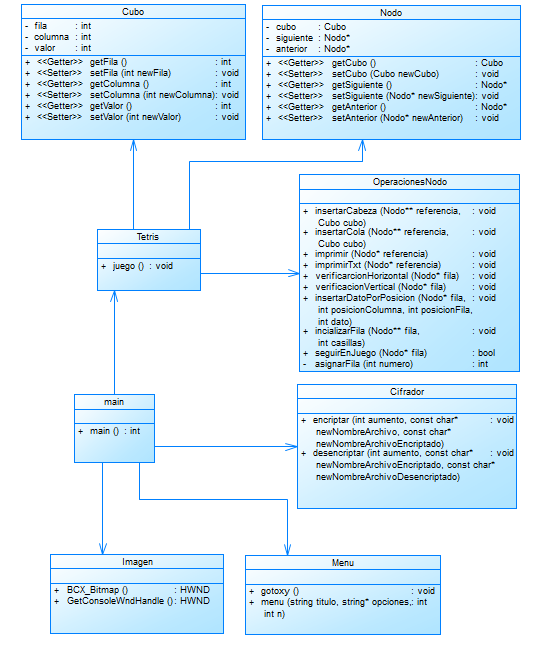 Cubo
- fila : int
- columna : int
- valor : int
+ <<Getter>> getFila () : int
+ <<Setter>> setFila (int newFila) : void
+ <<Getter>> getColumna () : int
+ <<Setter>> setColumna (int newColumna) : void
+ <<Getter>> getValor () : int
+ <<Setter>> setValor (int newValor) : void
Nodo
- cubo : Cubo
- siguiente : Nodo*
- anterior : Nodo*
+ <<Getter>> getCubo () : Cubo
+ <<Setter>> setCubo (Cubo newCubo) : void
+ <<Getter>> getSiguiente () : Nodo*
+ <<Setter>> setSiguiente (Nodo* newSiguiente) : void
+ <<Getter>> getAnterior () : Nodo*
+ <<Setter>> setAnterior (Nodo* newAnterior) : void
OperacionesNodo
+ insertarCabeza (Nodo** referencia, : void
Cubo cubo)
+ insertarCola (Nodo** referencia, : void
Cubo cubo)
+ imprimir (Nodo* referencia) : void
+ imprimirTxt (Nodo* referencia) : void
+ verificarcionHorizontal (Nodo* fila) : void
+ verificacionVertical (Nodo* fila) : void
+ insertarDatoPorPosicion (Nodo* fila, : void
int posicionColumna, int posicionFila,
int dato)
+ incializarFila (Nodo** fila, : void
int casillas)
+ seguirEnJuego (Nodo* fila) : bool
- asignarFila (int numero) : int
Tetris
+ juego () : void
main
+ main () : int
Cifrador
+ encriptar (int aumento, const char* : void
newNombreArchivo, const char*
newNombreArchivoEncriptado)
+ desencriptar (int aumento, const char* : void
newNombreArchivoEncriptado, const char*
newNombreArchivoDesencriptado)
Imagen
+ BCX_Bitmap () : HWND
+ GetConsoleWndHandle () : HWND
Menu
+ gotoxy () : void
+ menu (string titulo, string* opciones, : int
int n)